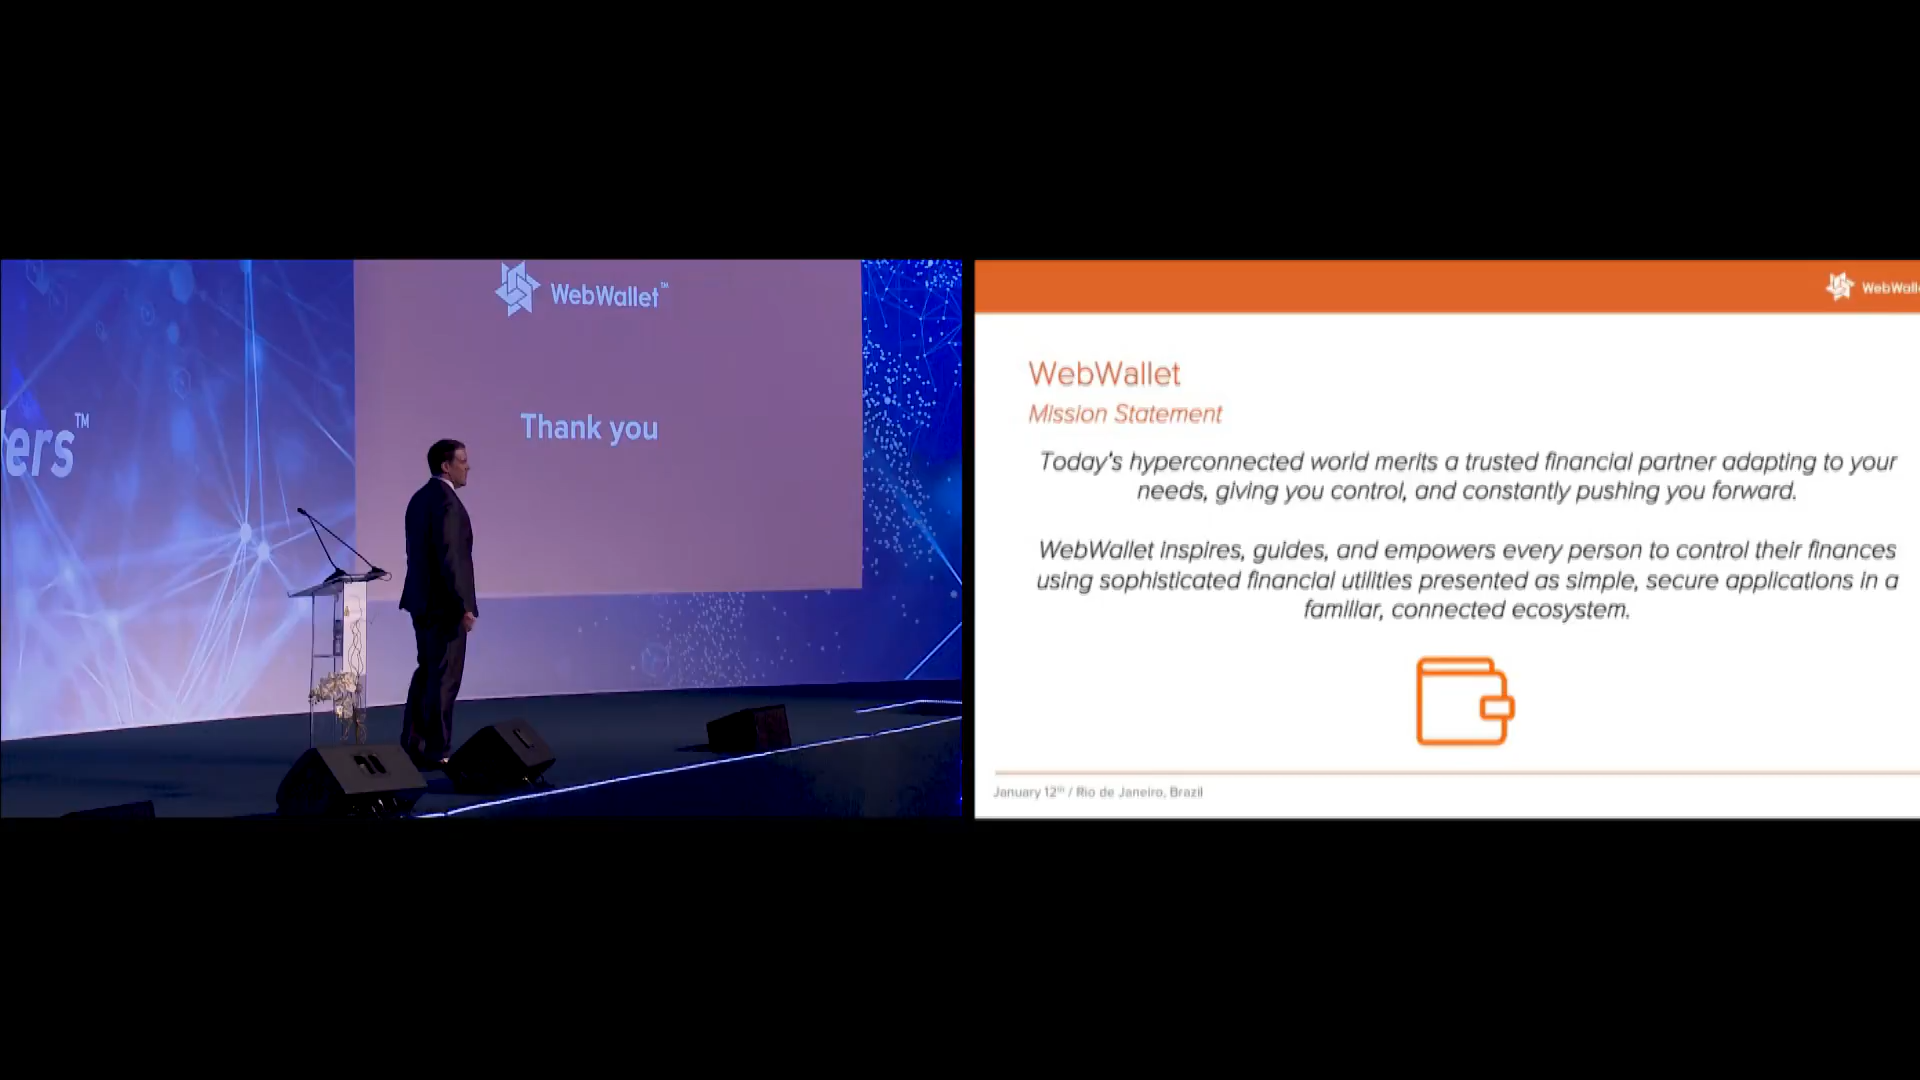 WebWallet™
Thank you
ers™
WebWall
WebWallet
Mission Statement
Today's hyperconnected world merits a trusted financial partner adapting to your
needs, giving you control, and constantly pushing you forward.
WebWallet inspires, guides, and empowers every person to control their finances
using sophisticated financial utilities presented as simple, secure applications in a
familiar, connected ecosystem.
January 12th / Rio de Janeiro, Brazil